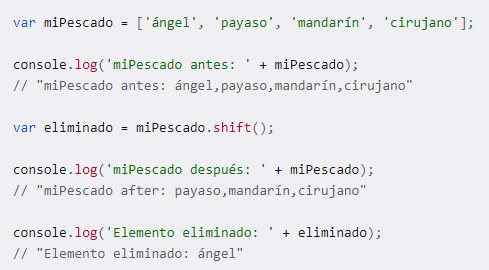 var miPescado = ['ángel', 'payaso', 'mandarín', 'cirujano'];
console.log('miPescado antes: ' + miPescado);
// "miPescado antes: ángel,payaso,mandarín,cirujano"
var eliminado = miPescado.shift();
console.log('miPescado después: ' + miPescado);
// "miPescado after: payaso,mandarín,cirujano"
console.log('Elemento eliminado: ' + eliminado);
// "Elemento eliminado: ángel"